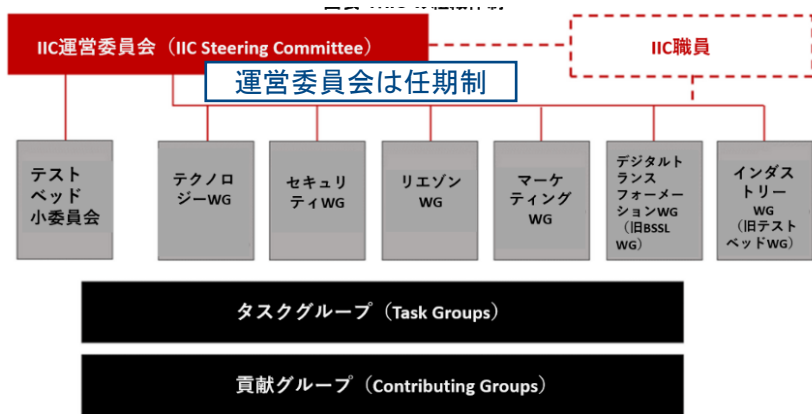 IIC運営委員会（IIC Steering Committee）
IIC職員
運営委員会は任期制
テスト
ベッド
小委員会
テクノロ
ジーWG
セキュリ
ティWG
リエゾン
WG
マーケ
ティング
WG
デジタルト
ランス
フォーメー
ションWG
（旧BSSL
WG）
インダス
トリー
WG
（旧テスト
ベッドWG）
タスクグループ（Task Groups）
貢献グループ（Contributing Groups）